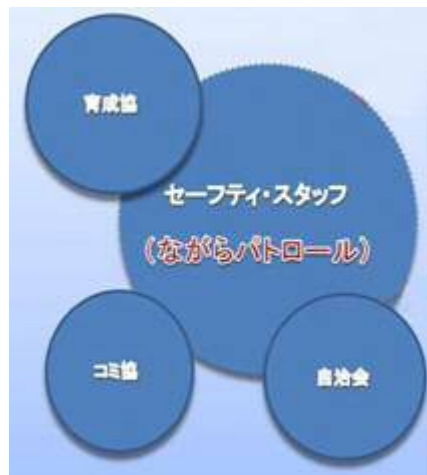 育成協
セーフティ・スタッフ
(ながらパトロール)
コミ協
自治会